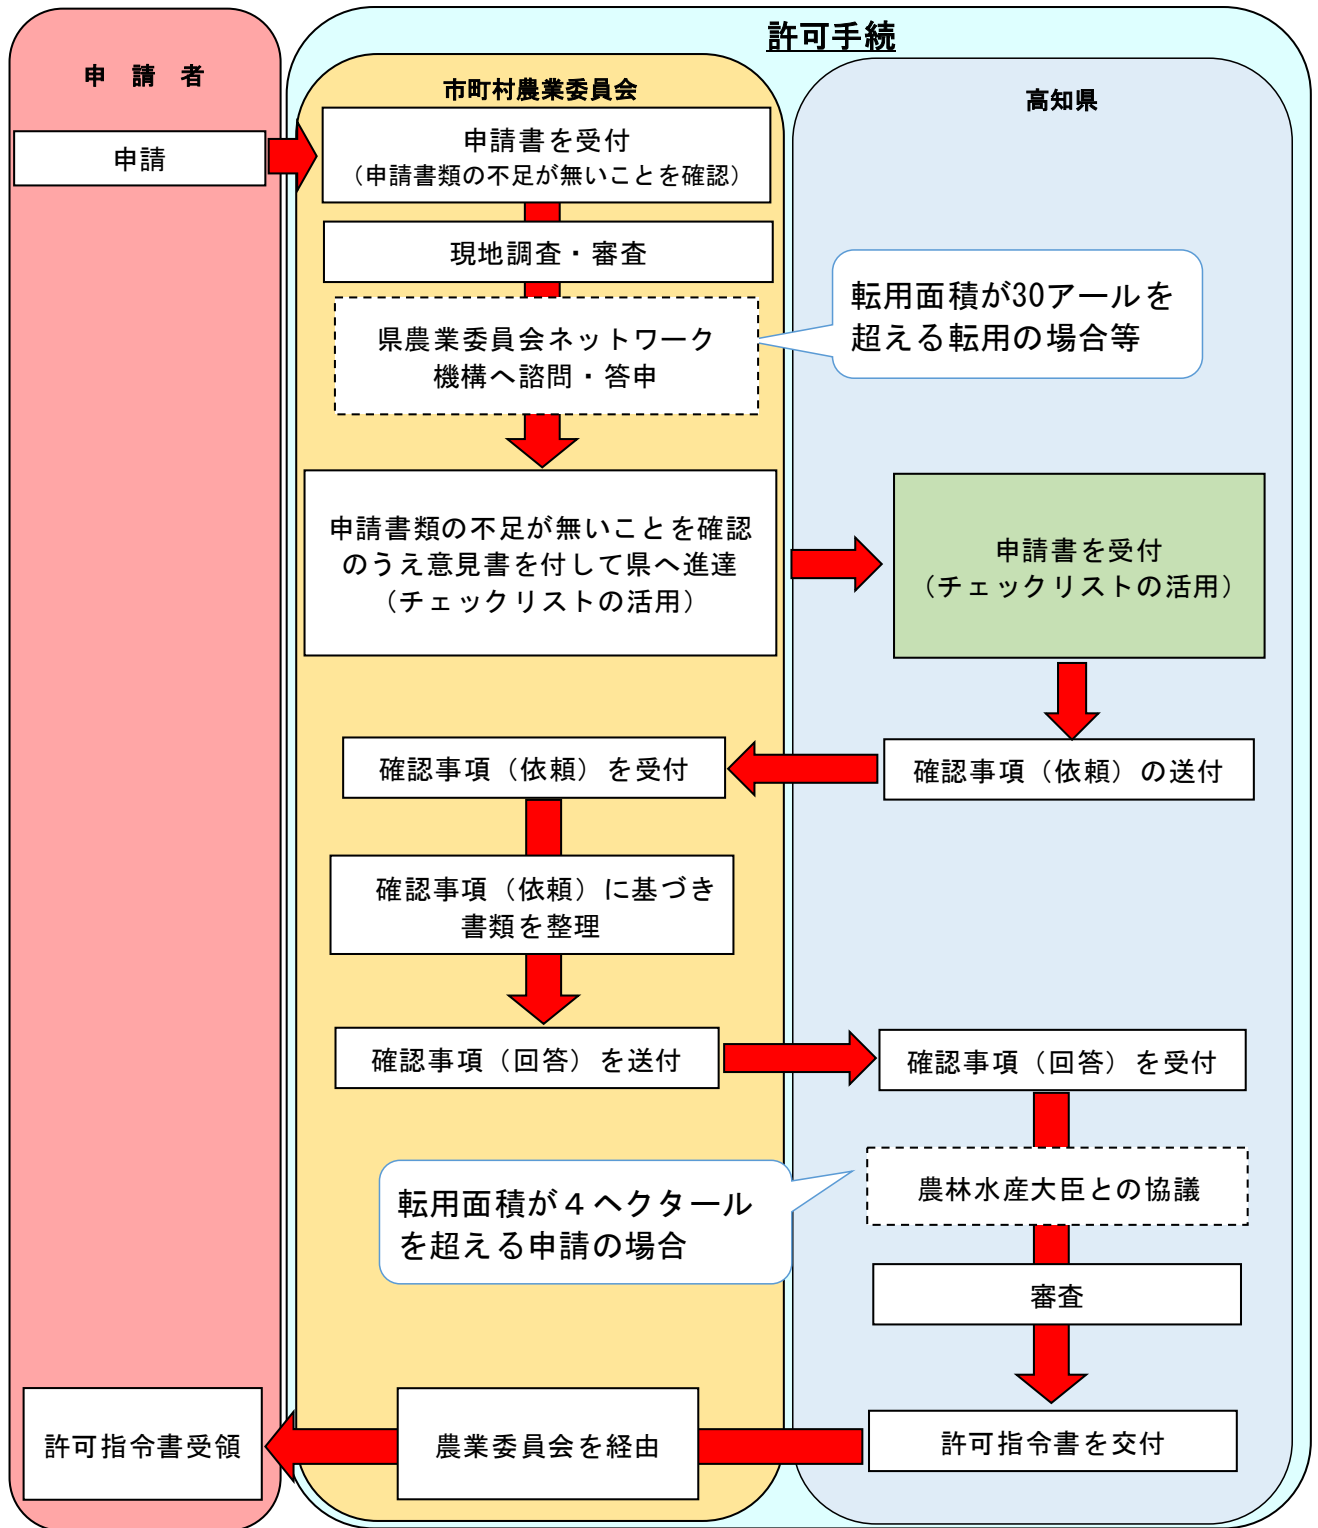 許可手続
申 請 者
市町村農業委員会
高知県
申請
申請書を受付
（申請書類の不足が無いことを確認）
現地調査・審査
県農業委員会ネットワーク
機構へ諮問・答申
転用面積が30アールを
超える転用の場合等
申請書類の不足が無いことを確認
のうえ意見書を付して県へ進達
（チェックリストの活用）
申請書を受付
（チェックリストの活用）
確認事項（依頼）を受付
確認事項（依頼）の送付
確認事項（依頼）に基づき
書類を整理
確認事項（回答）を送付
確認事項（回答）を受付
転用面積が４ヘクタール
を超える申請の場合
農林水産大臣との協議
審査
許可指令書受領
農業委員会を経由
許可指令書を交付